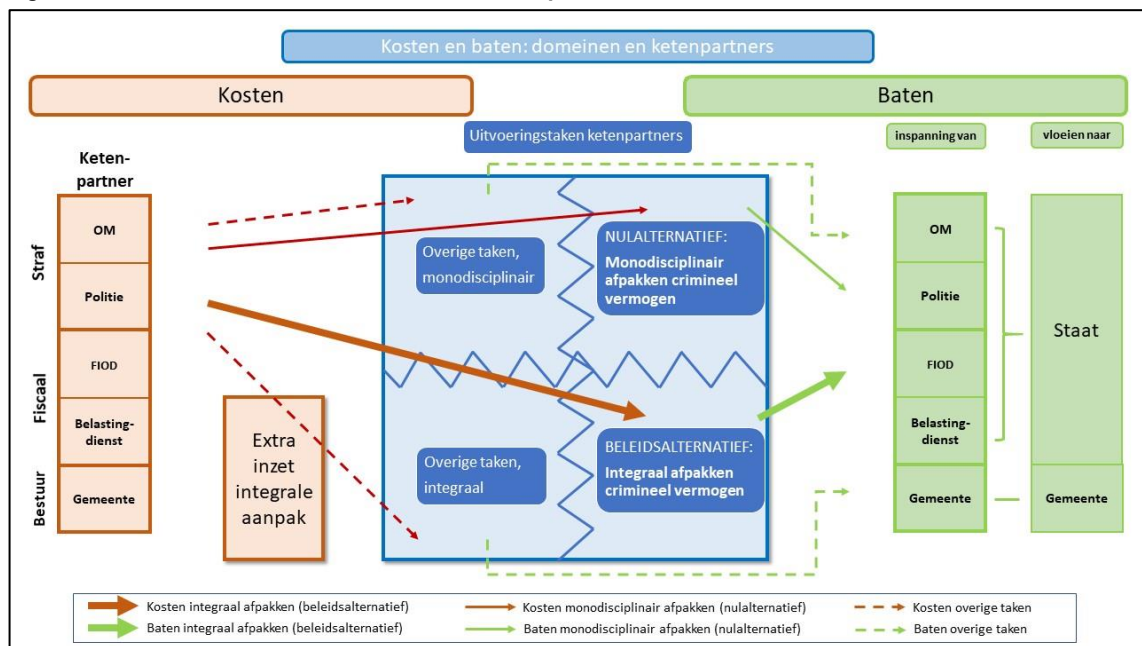 Kosten en baten: domeinen en ketenpartners
Kosten
Baten
Uitvoeringstaken ketenpartners
inspanning van
vloeien naar
Keten-
partner
Straf
Fiscaal
Bestuur
OM
Politie
FIOD
Belasting-
dienst
Gemeente
Extra
inzet
integrale
aanpak
Overige taken,
monodisciplinair
NULALTERNATIEF:
Monodisciplinair
afpakken crimineel
vermogen
Overige taken,
integraal
BELEIDSALTERNATIEF:
Integraal afpakken
crimineel vermogen
OM
Politie
FIOD
Belasting-
dienst
Gemeente
Staat
Gemeente
Kosten integraal afpakken (beleidsalternatief)
Kosten monodisciplinair afpakken (nulalternatief)
Kosten overige taken
Baten integraal afpakken (beleidsalternatief)
Baten monodisciplinair afpakken (nulalternatief)
Baten overige taken